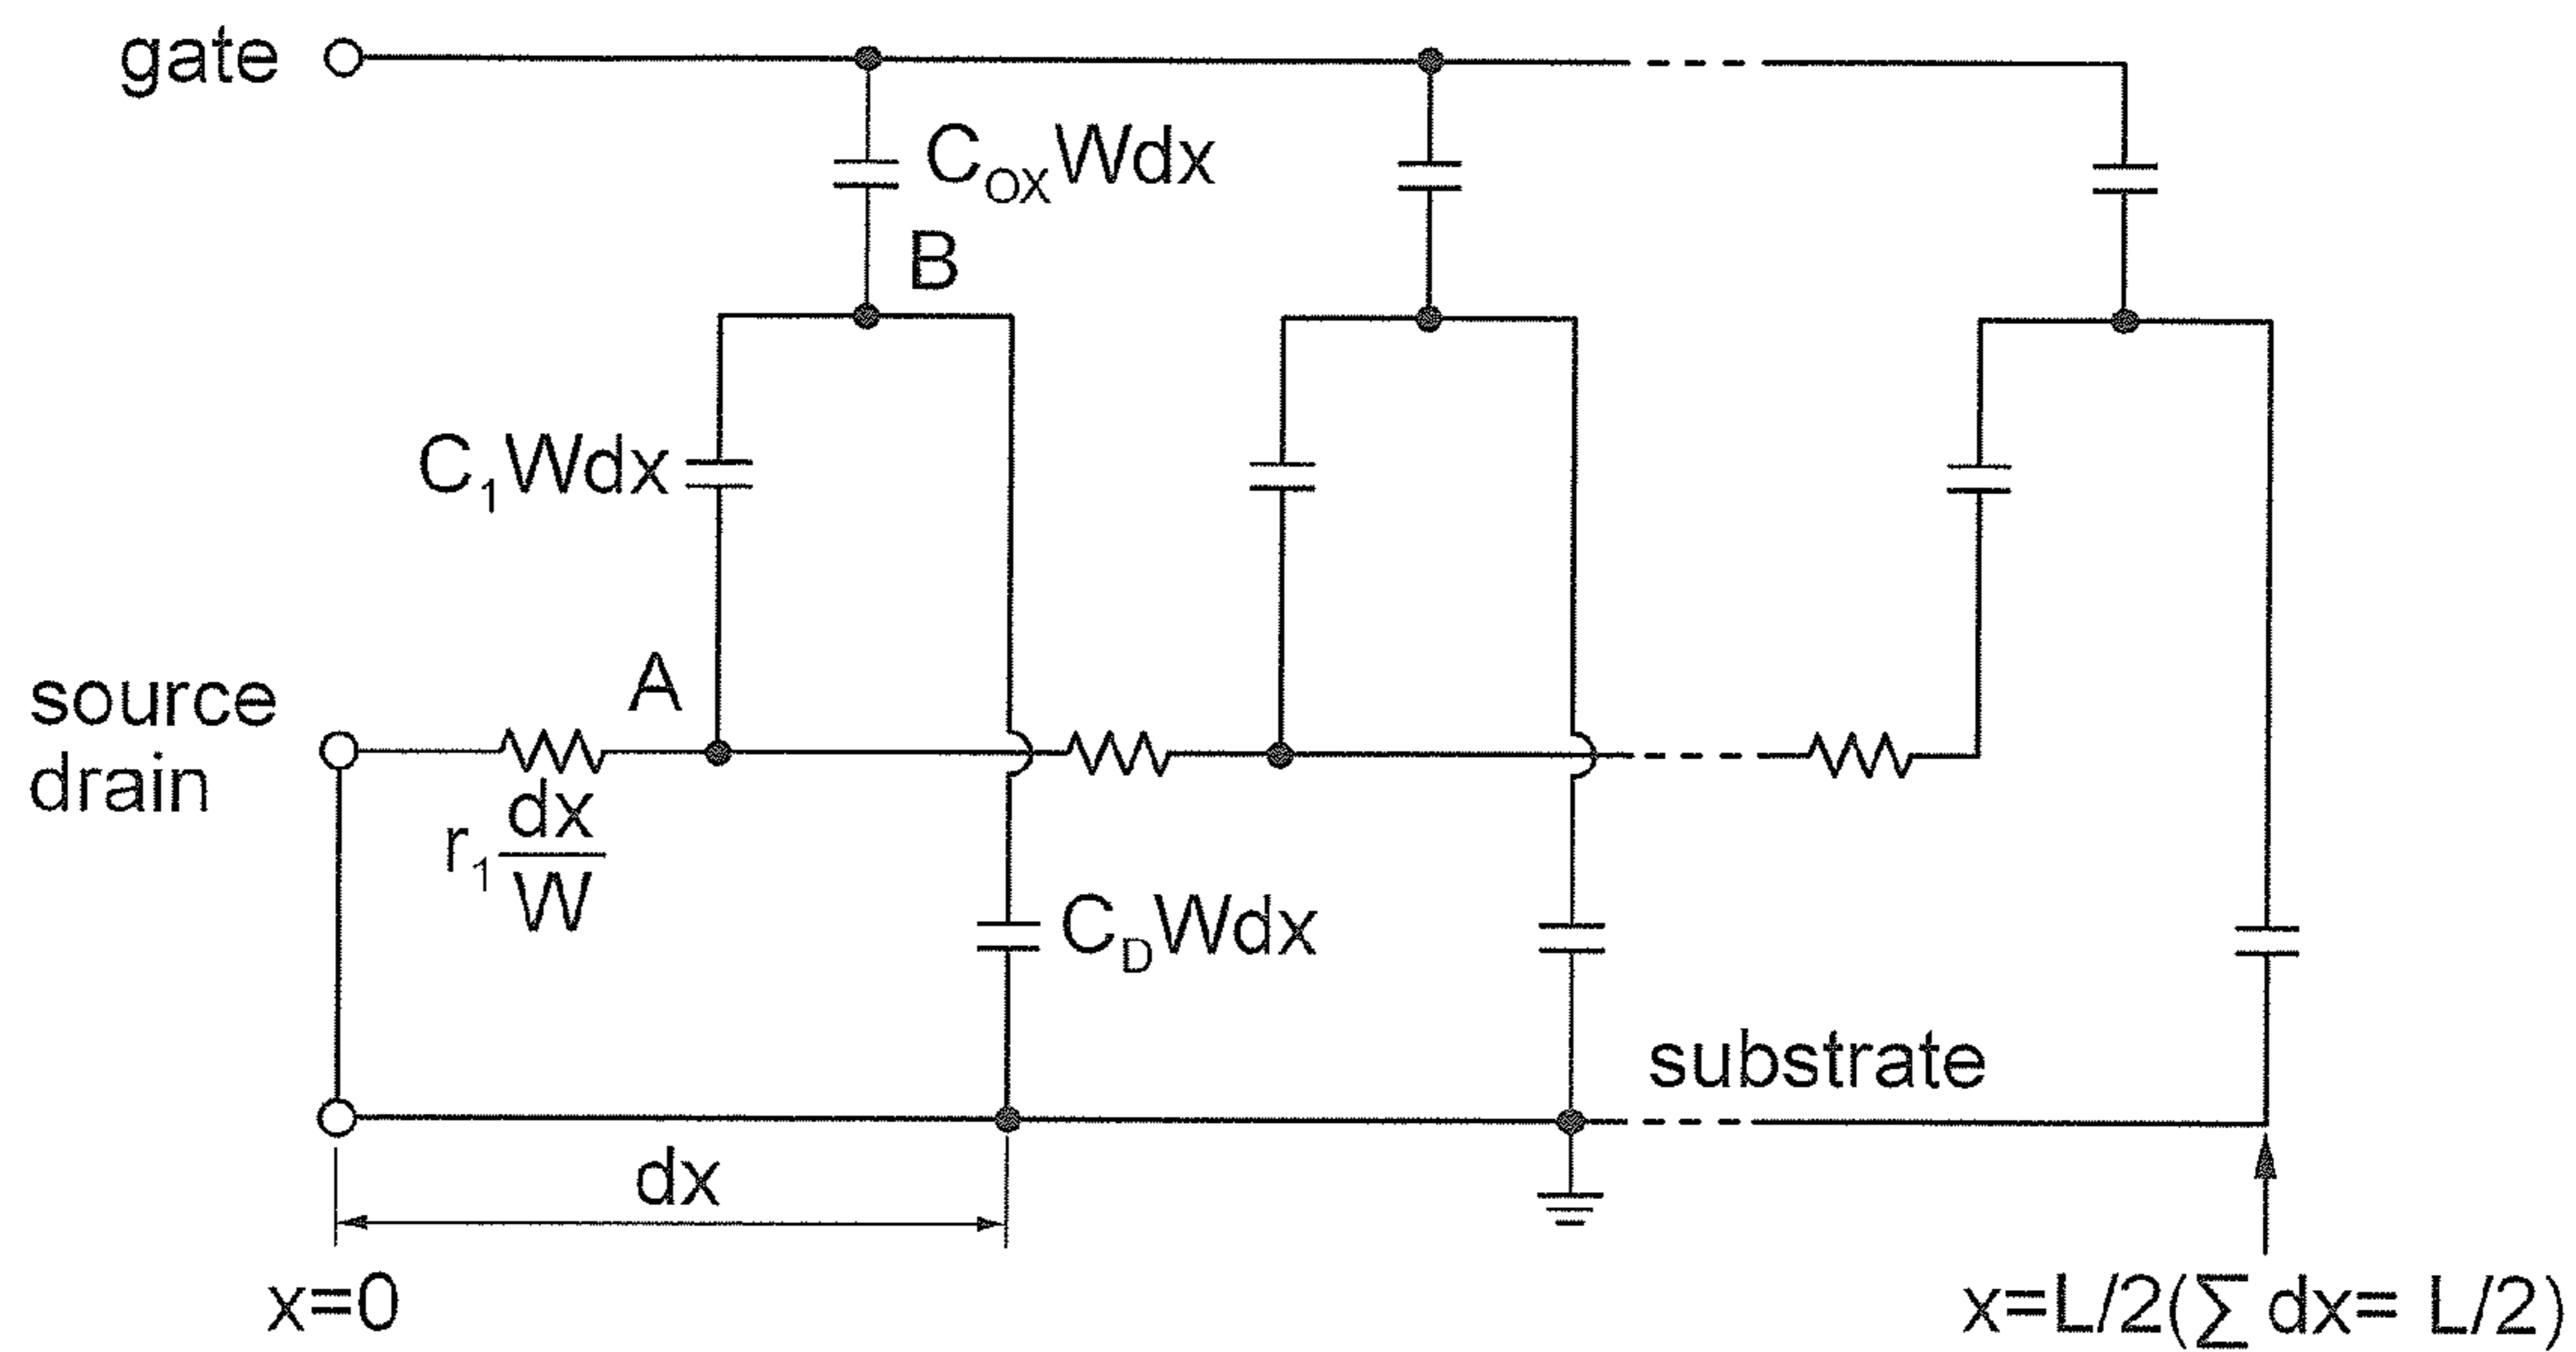 gate
C_OX Wdx
B
C_1 Wdx
A
source
drain
r_1 dx/W
C_D Wdx
substrate
dx
x=0
x=L/2(∑ dx= L/2)